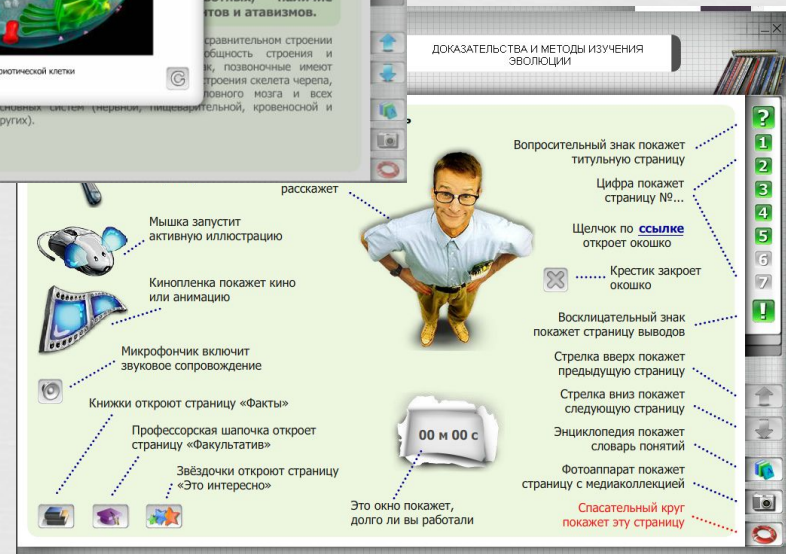 нтов и атавизмов.
сравнительном строении
общность строения и
ак, позвоночные имеют
строения скелета черепа,
ловного мозга и всех
основных систем (нервной, пищеварительной, кровеносной и
ругих).
риотической клетки
ДОКАЗАТЕЛЬСТВА И МЕТОДЫ ИЗУЧЕНИЯ
ЭВОЛЮЦИИ
расскажет
Мышка запустит
активную иллюстрацию
Кинопленка покажет кино
или анимацию
Микрофончик включит
звуковое сопровождение
Книжки откроют страницу «Факты»
Профессорская шапочка откроет
страницу «Факультатив»
Звёздочки откроют страницу
«Это интересно»
00 м 00 с
Это окно покажет,
долго ли вы работали
Вопросительный знак покажет
титульную страницу
Цифра покажет
страницу №...
Щелчок по ссылке
откроет окошко
Крестик закроет
окошко
Восклицательный знак
покажет страницу выводов
Стрелка вверх покажет
предыдущую страницу
Стрелка вниз покажет
следующую страницу
Энциклопедия покажет
словарь понятий
Фотоаппарат покажет
страницу с медиаколлекцией
Спасательный круг
покажет эту страницу
?
1
2
3
4
5
6
7
!